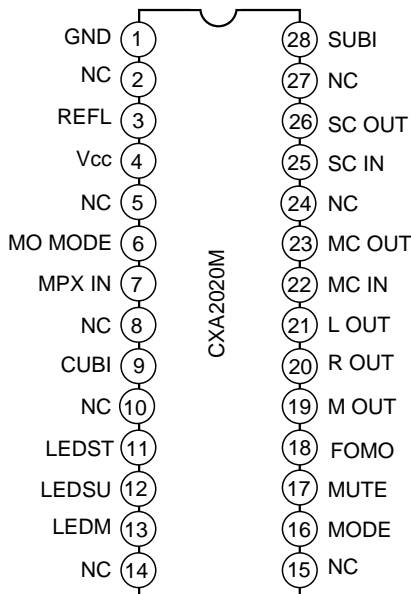 GND 1 28 SUBI
NC 2 27 NC
REFL 3 26 SC OUT
Vcc 4 25 SC IN
NC 5 24 NC
MO MODE 6 23 MC OUT
MPX IN 7 22 MC IN
NC 8 21 L OUT
CUBI 9 20 R OUT
NC 10 19 M OUT
LEDST 11 18 FOMO
LEDSU 12 17 MUTE
LEDM 13 16 MODE
NC 14 15 NC
CXA2020M